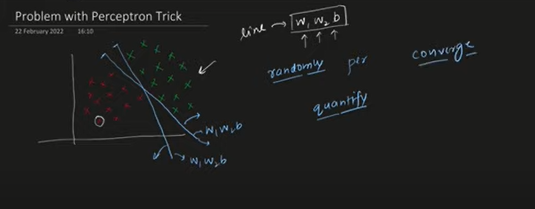 Problem with Perceptron Trick
22 February 2022 16:10
line → w₁ w₂ b
randomly per converge
quantify
w₁ w₂ b
w₁ w₂ b